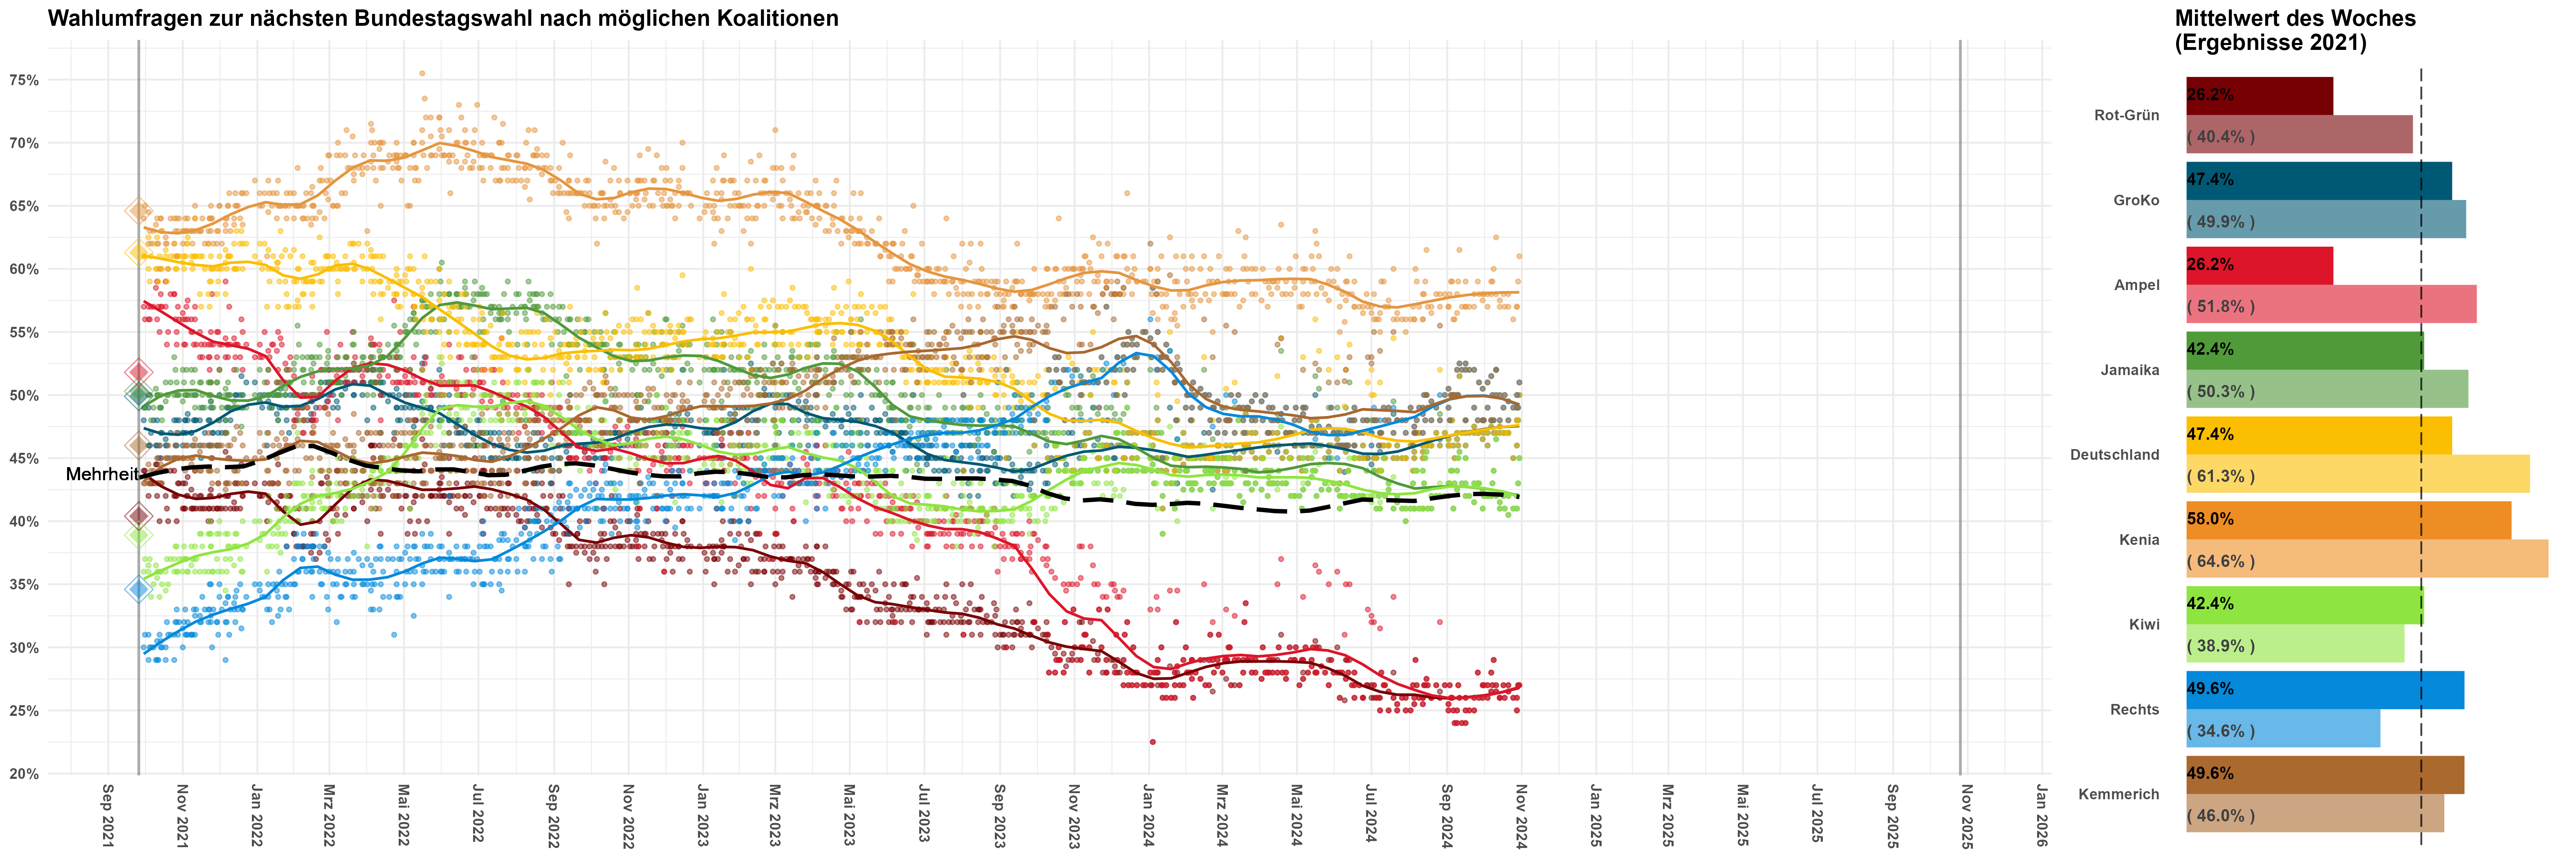 Wahlumfragen zur nächsten Bundestagswahl nach möglichen Koalitionen
75%
70%
65%
60%
55%
50%
45%
40%
35%
30%
25%
20%
Mehrheit
Sep 2021
Nov 2021
Jan 2022
Mrz 2022
Mai 2022
Jul 2022
Sep 2022
Nov 2022
Jan 2023
Mrz 2023
Mai 2023
Jul 2023
Sep 2023
Nov 2023
Jan 2024
Mrz 2024
Mai 2024
Jul 2024
Sep 2024
Nov 2024
Jan 2025
Mrz 2025
Mai 2025
Jul 2025
Sep 2025
Nov 2025
Jan 2026
Mittelwert des Woches
(Ergebnisse 2021)
Rot-Grün
26.2%
( 40.4% )
GroKo
47.4%
( 49.9% )
Ampel
26.2%
( 51.8% )
Jamaika
42.4%
( 50.3% )
Deutschland
47.4%
( 61.3% )
Kenia
58.0%
( 64.6% )
Kiwi
42.4%
( 38.9% )
Rechts
49.6%
( 34.6% )
Kemmerich
49.6%
( 46.0% )